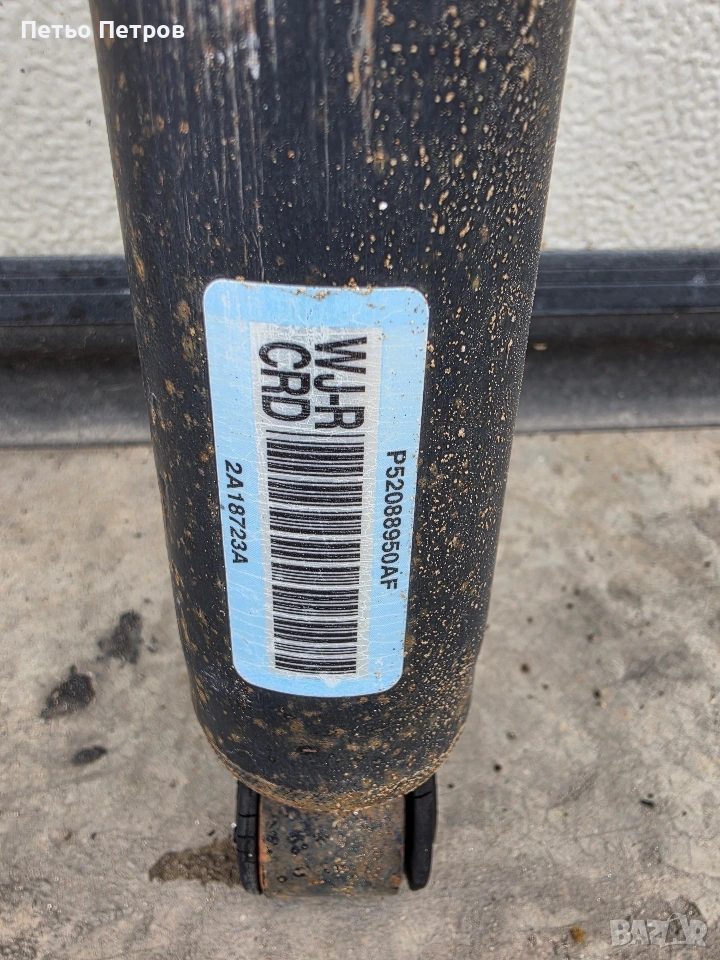 Петьо Петров
WJ-R
CRD
P52088950AF
2A18723A
BAZAR